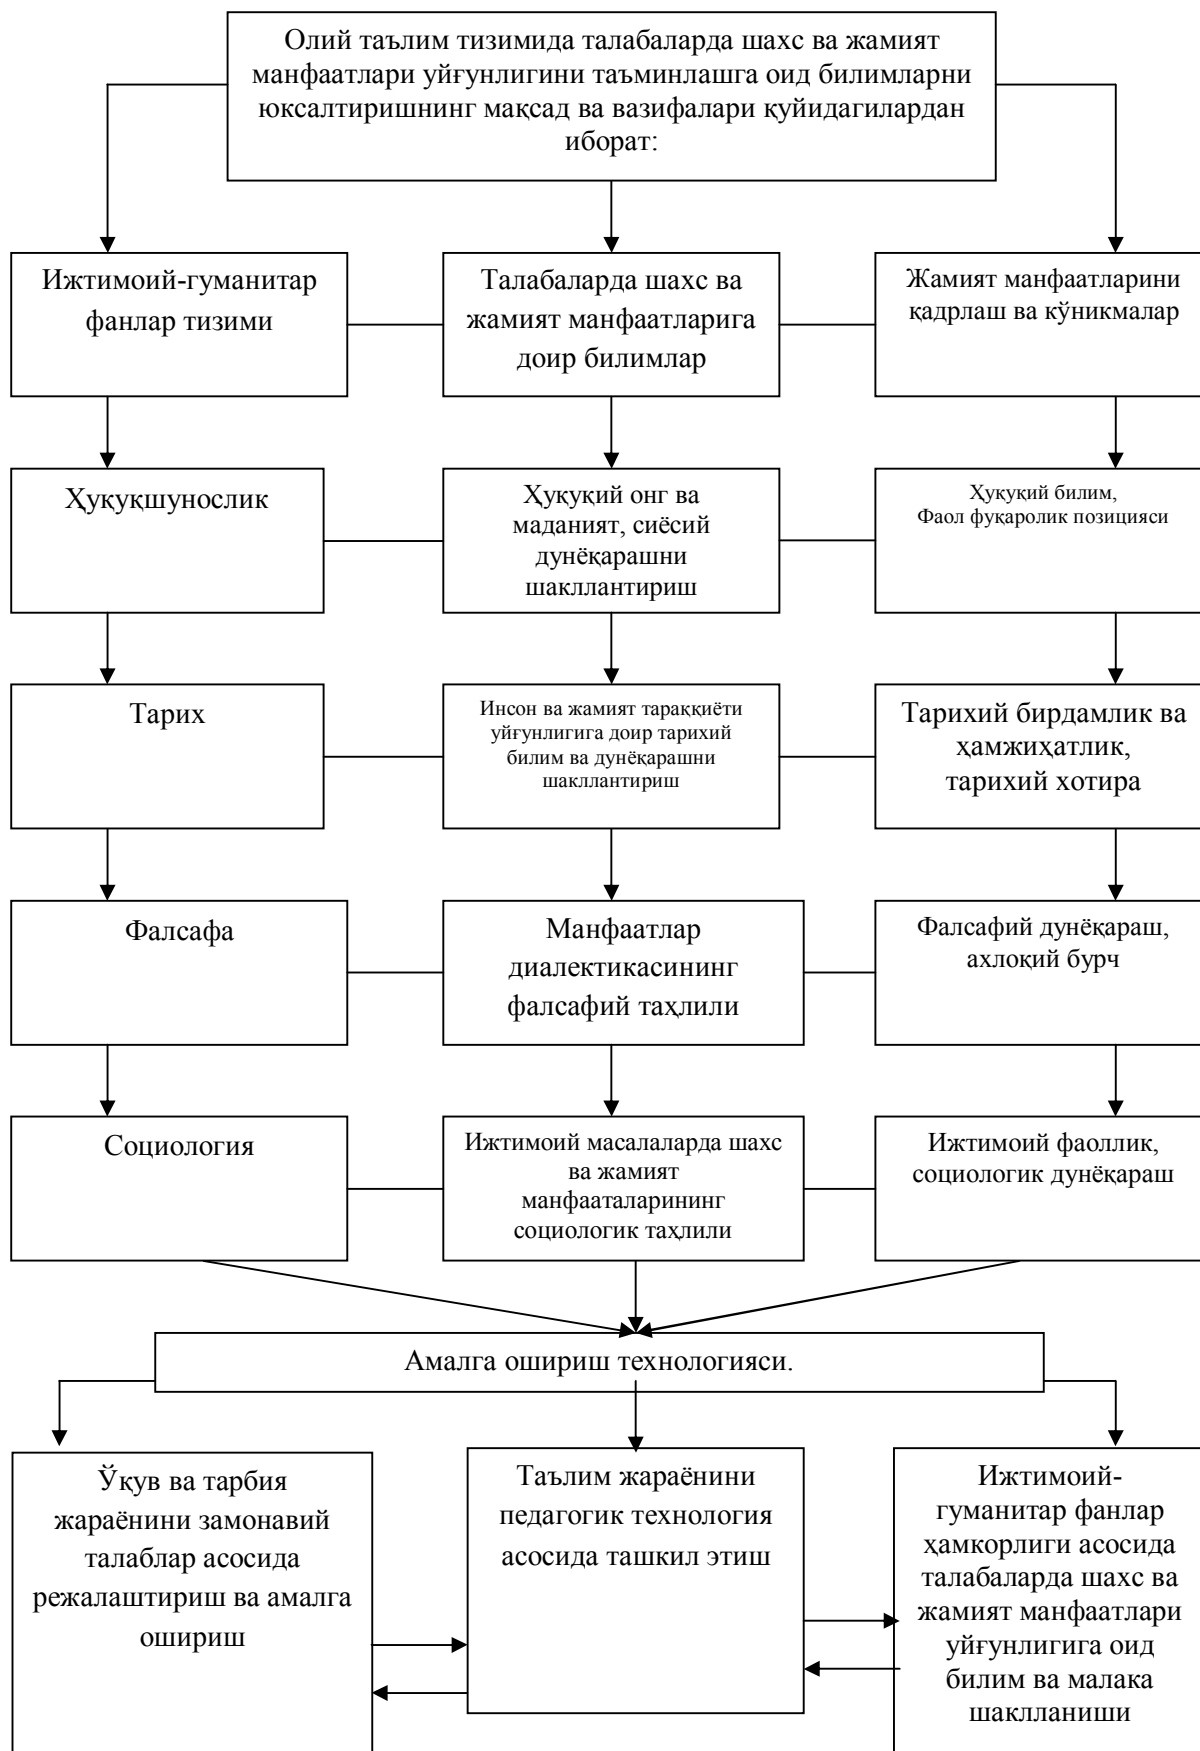 Олий таълим тизимида талабаларда шахс ва жамият
манфаатлари уйғунлигини таъминлашга оид билимларни
юксалтиришнинг мақсад ва вазифалари қуйидагилардан
иборат:
Ижтимоий-гуманитар
фанлар тизими
Талабаларда шахс ва
жамият манфаатларига
доир билимлар
Жамият манфаатларини
қадрлаш ва кўникмалар
Ҳуқуқшунослик
Ҳуқуқий онг ва
маданият, сиёсий
дунёқарашни
шакллантириш
Ҳуқуқий билим,
Фаол фуқаролик позицияси
Тарих
Инсон ва жамият тараққиёти
уйғунлигига доир тарихий
билим ва дунёқарашни
шакллантириш
Тарихий бирдамлик ва
ҳамжиҳатлик,
тарихий хотира
Фалсафа
Манфаатлар
диалектикасининг
фалсафий таҳлили
Фалсафий дунёқараш,
ахлоқий бурч
Социология
Ижтимоий масалаларда шахс
ва жамият
манфааталарининг
социологик таҳлили
Ижтимоий фаоллик,
социологик дунёқараш
Амалга ошириш технологияси.
Ўқув ва тарбия
жараёнини замонавий
талаблар асосида
режалаштириш ва амалга
ошириш
Таълим жараёнини
педагогик технология
асосида ташкил этиш
Ижтимоий-
гуманитар фанлар
ҳамкорлиги асосида
талабаларда шахс ва
жамият манфаатлари
уйғунлигига оид
билим ва малака
шаклланиши